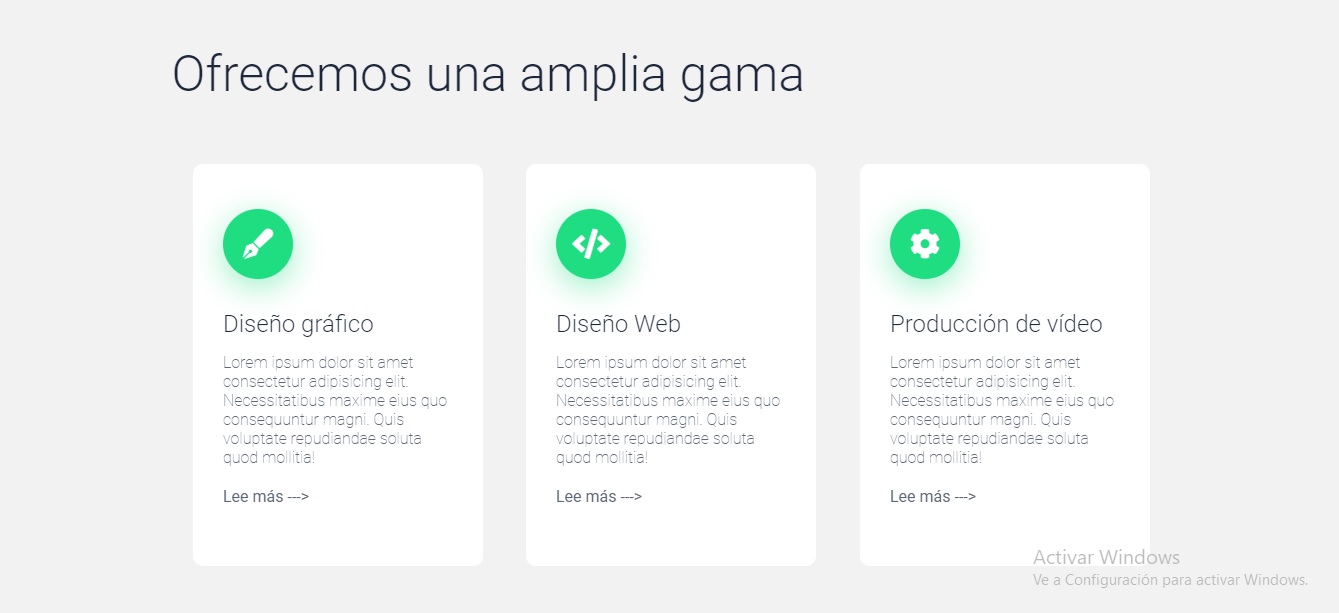 Ofrecemos una amplia gama
Diseño gráfico
Lorem ipsum dolor sit amet
consectetur adipisicing elit.
Necessitatibus maxime eius quo
consequuntur magni. Quis
voluptate repudiandae soluta
quod mollitia!
Lee más --->
Diseño Web
Lorem ipsum dolor sit amet
consectetur adipisicing elit.
Necessitatibus maxime eius quo
consequuntur magni. Quis
voluptate repudiandae soluta
quod mollitia!
Lee más --->
Producción de vídeo
Lorem ipsum dolor sit amet
consectetur adipisicing elit.
Necessitatibus maxime eius quo
consequuntur magni. Quis
voluptate repudiandae soluta
quod mollitia!
Lee más --->
Activar Windows
Ve a Configuración para activar Windows.